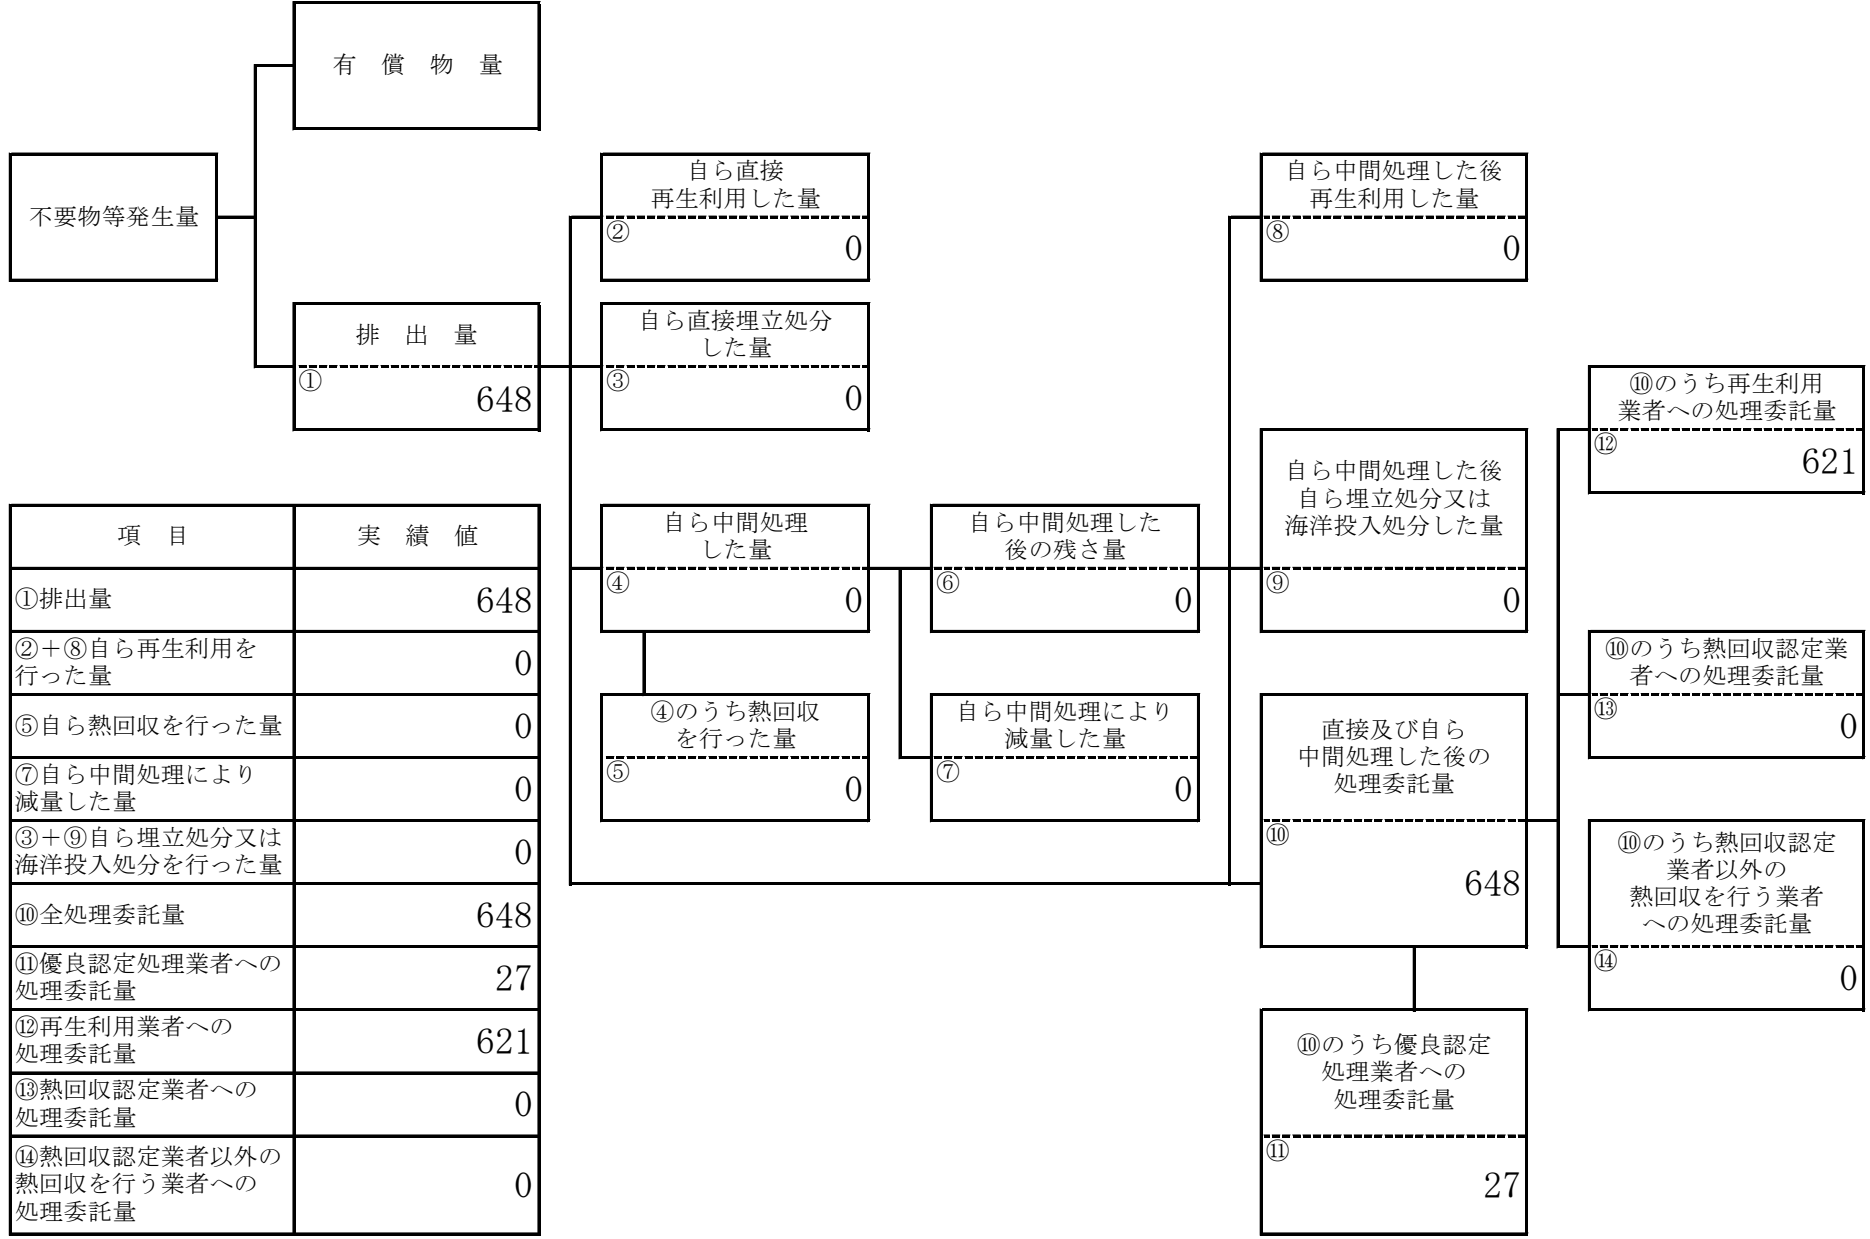 有　償　物　量
不要物等発生量
排　出　量
①
648
自ら直接
再生利用した量
②
0
自ら直接埋立処分
した量
③
0
自ら中間処理した後
再生利用した量
⑧
0
⑩のうち再生利用
業者への処理委託量
⑫
621
自ら中間処理した後
自ら埋立処分又は
海洋投入処分した量
⑨
0
自ら中間処理
した量
④
0
自ら中間処理した
後の残さ量
⑥
0
④のうち熱回収
を行った量
⑤
0
自ら中間処理により
減量した量
⑦
0
⑩のうち熱回収認定業
者への処理委託量
⑬
0
直接及び自ら
中間処理した後の
処理委託量
⑩
648
⑩のうち熱回収認定
業者以外の
熱回収を行う業者
への処理委託量
⑭
0
⑩のうち優良認定
処理業者への
処理委託量
⑪
27
項　目　実　績　値
①排出量　648
②＋⑧自ら再生利用を
行った量　0
⑤自ら熱回収を行った量　0
⑦自ら中間処理により
減量した量　0
③＋⑨自ら埋立処分又は
海洋投入処分を行った量　0
⑩全処理委託量　648
⑪優良認定処理業者への
処理委託量　27
⑫再生利用業者への
処理委託量　621
⑬熱回収認定業者への
処理委託量　0
⑭熱回収認定業者以外の
熱回収を行う業者への
処理委託量　0